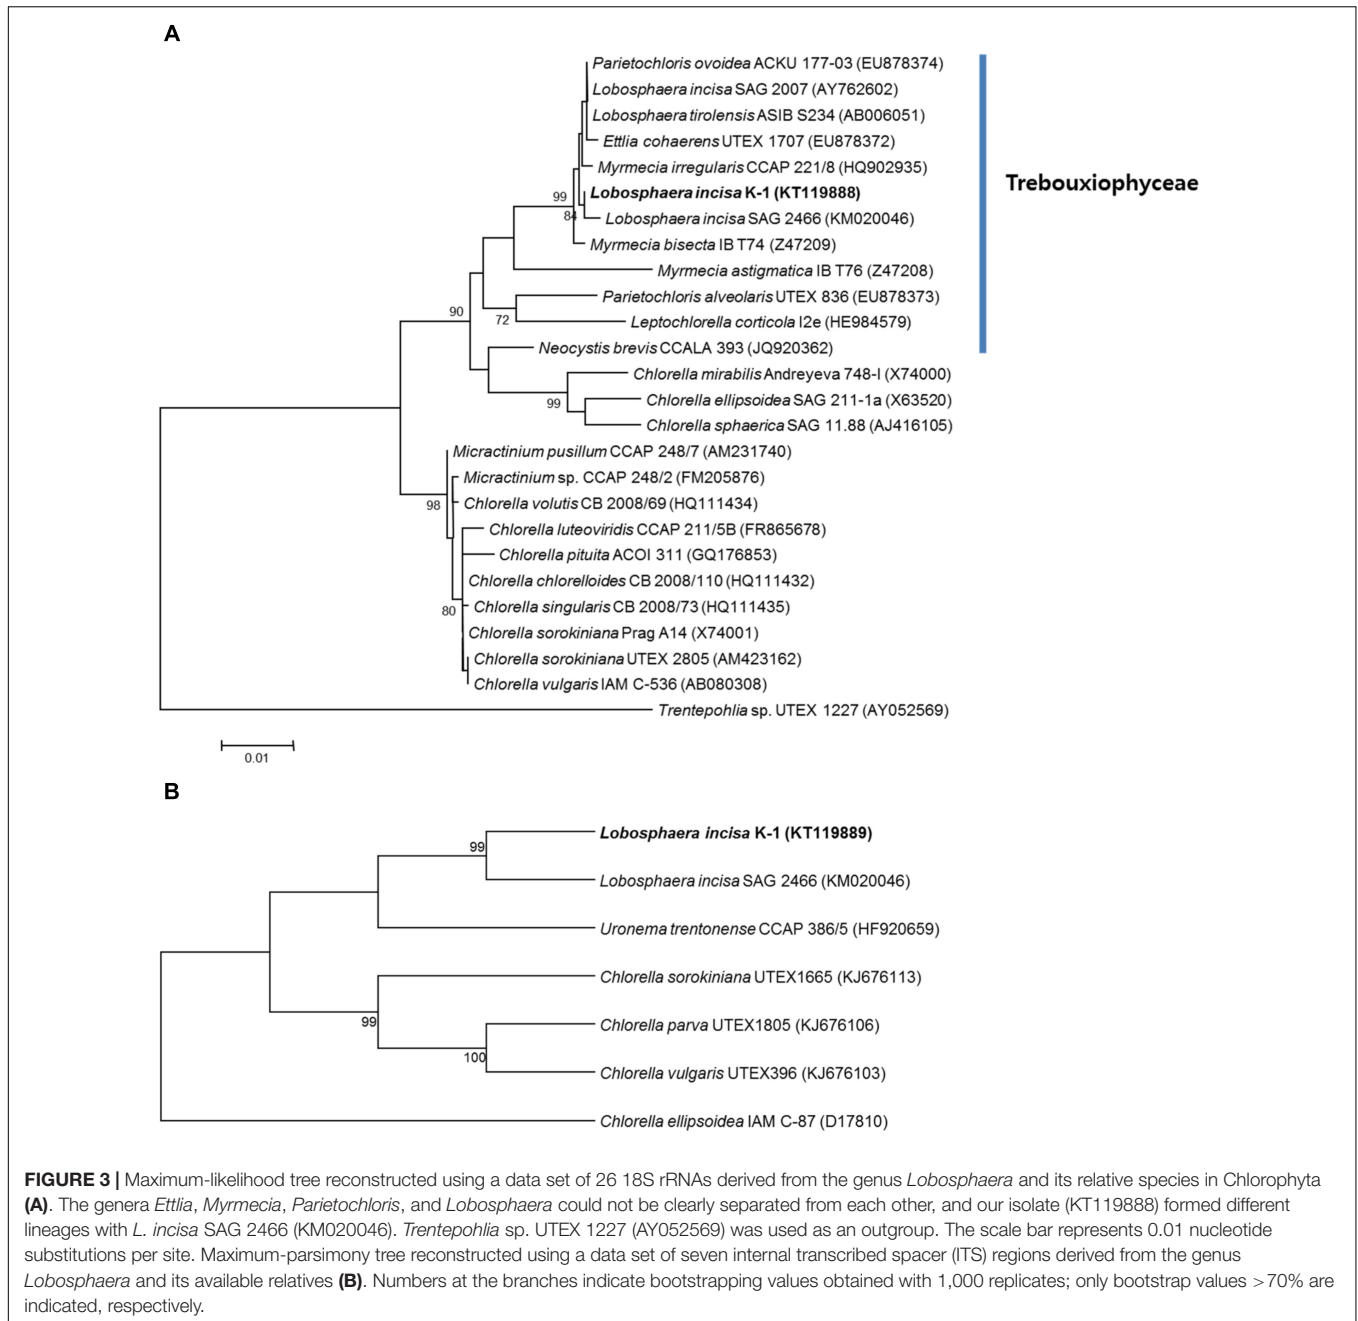 A
Parietochloris ovoidea ACKU 177-03 (EU878374)
Lobosphaera incisa SAG 2007 (AY762602)
Lobosphaera tirolensis ASIB S234 (AB006051)
Ettlia cohaerens UTEX 1707 (EU878372)
Myrmecia irregularis CCAP 221/8 (HQ902935)
Trebouxiophyceae
99
Lobosphaera incisa K-1 (KT119888)
84
Lobosphaera incisa SAG 2466 (KM020046)
Myrmecia bisecta IB T74 (Z47209)
Myrmecia astigmatica IB T76 (Z47208)
Parietochloris alveolaris UTEX 836 (EU878373)
90
72
Leptochlorella corticola I2e (HE984579)
Neocystis brevis CCALA 393 (JQ920362)
Chlorella mirabilis Andreyeva 748-I (X74000)
99
Chlorella ellipsoidea SAG 211-1a (X63520)
Chlorella sphaerica SAG 11.88 (AJ416105)
Micractinium pusillum CCAP 248/7 (AM231740)
Micractinium sp. CCAP 248/2 (FM205876)
98
Chlorella volutis CB 2008/69 (HQ111434)
Chlorella luteoviridis CCAP 211/5B (FR865678)
Chlorella pituita ACOI 311 (GQ176853)
Chlorella chlorelloides CB 2008/110 (HQ111432)
80
Chlorella singularis CB 2008/73 (HQ111435)
Chlorella sorokiniana Prag A14 (X74001)
Chlorella sorokiniana UTEX 2805 (AM423162)
Chlorella vulgaris IAM C-536 (AB080308)
Trentepohlia sp. UTEX 1227 (AY052569)
0.01
B
Lobosphaera incisa K-1 (KT119889)
99
Lobosphaera incisa SAG 2466 (KM020046)
Uronema trentonense CCAP 386/5 (HF920659)
Chlorella sorokiniana UTEX1665 (KJ676113)
99
Chlorella parva UTEX1805 (KJ676106)
100
Chlorella vulgaris UTEX396 (KJ676103)
Chlorella ellipsoidea IAM C-87 (D17810)
FIGURE 3 | Maximum-likelihood tree reconstructed using a data set of 26 18S rRNAs derived from the genus Lobosphaera and its relative species in Chlorophyta
(A). The genera Ettlia, Myrmecia, Parietochloris, and Lobosphaera could not be clearly separated from each other, and our isolate (KT119888) formed different
lineages with L. incisa SAG 2466 (KM020046). Trentepohlia sp. UTEX 1227 (AY052569) was used as an outgroup. The scale bar represents 0.01 nucleotide
substitutions per site. Maximum-parsimony tree reconstructed using a data set of seven internal transcribed spacer (ITS) regions derived from the genus
Lobosphaera and its available relatives (B). Numbers at the branches indicate bootstrapping values obtained with 1,000 replicates; only bootstrap values >70% are
indicated, respectively.